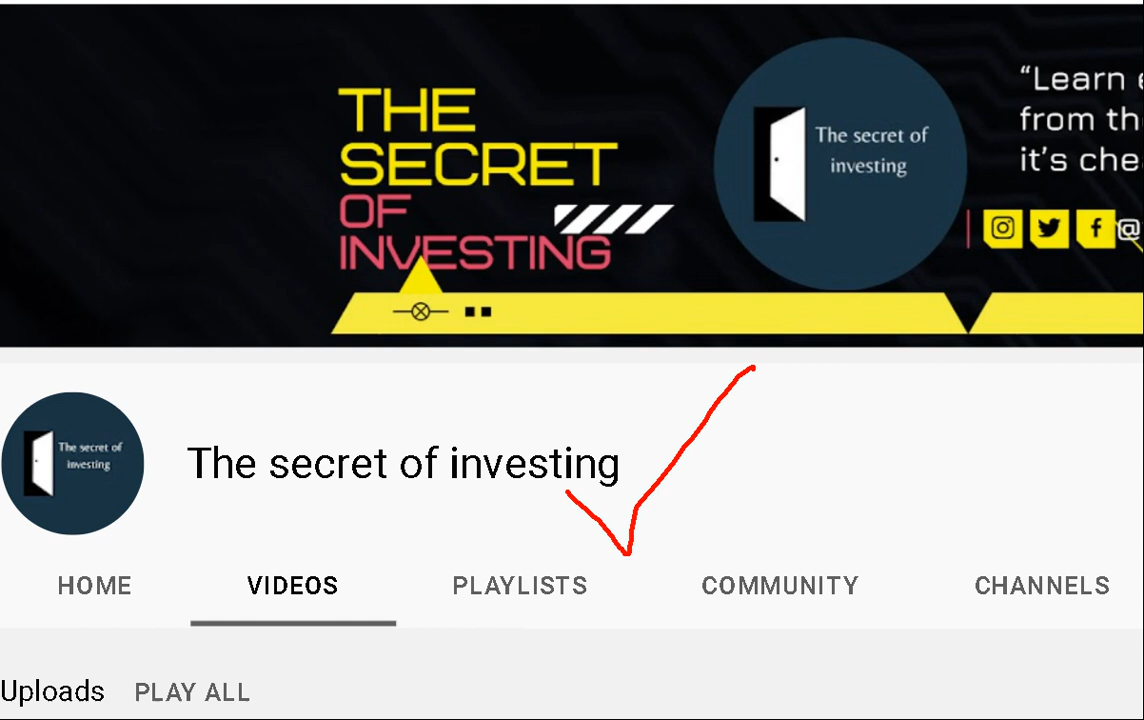 THE
SECRET
OF
INVESTING
The secret of
investing
“Learn
from th
it's che
@
The secret of
investing
The secret of investing
HOME VIDEOS PLAYLISTS COMMUNITY CHANNELS
Uploads PLAY ALL